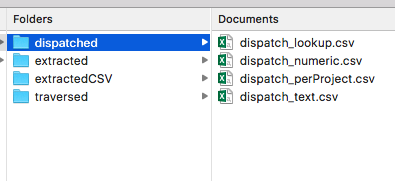 Folders
dispatched
extracted
extractedCSV
traversed
Documents
dispatch_lookup.csv
dispatch_numeric.csv
dispatch_perProject.csv
dispatch_text.csv